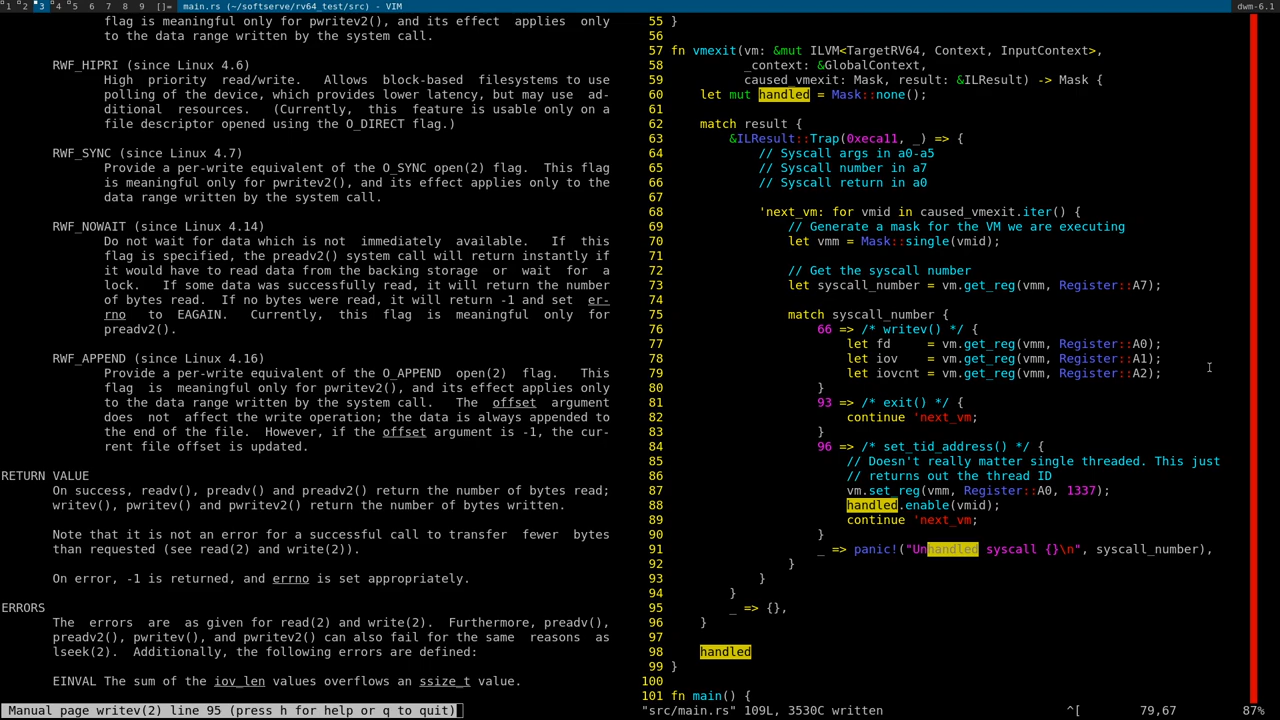 1 2 3 4 5 6 7 8 9 []= main.rs (~/softserve/rv64_test/src) - VIM dwm-6.1
flag is meaningful only for pwritev2(), and its effect applies only
to the data range written by the system call.
RWF_HIPRI (since Linux 4.6)
High priority read/write. Allows block-based filesystems to use
polling of the device, which provides lower latency, but may use ad-
ditional resources. (Currently, this feature is usable only on a
file descriptor opened using the O_DIRECT flag.)
RWF_SYNC (since Linux 4.7)
Provide a per-write equivalent of the O_SYNC open(2) flag. This flag
is meaningful only for pwritev2(), and its effect applies only to the
data range written by the system call.
RWF_NOWAIT (since Linux 4.14)
Do not wait for data which is not immediately available. If this
flag is specified, the preadv2() system call will return instantly if
it would have to read data from the backing storage or wait for a
lock. If some data was successfully read, it will return the number
of bytes read. If no bytes were read, it will return -1 and set er-
rno to EAGAIN. Currently, this flag is meaningful only for
preadv2().
RWF_APPEND (since Linux 4.16)
Provide a per-write equivalent of the O_APPEND open(2) flag. This
flag is meaningful only for pwritev2(), and its effect applies only
to the data range written by the system call. The offset argument
does not affect the write operation; the data is always appended to
the end of the file. However, if the offset argument is -1, the cur-
rent file offset is updated.
RETURN VALUE
On success, readv(), preadv() and preadv2() return the number of bytes read;
writev(), pwritev() and pwritev2() return the number of bytes written.
Note that it is not an error for a successful call to transfer fewer bytes
than requested (see read(2) and write(2)).
On error, -1 is returned, and errno is set appropriately.
ERRORS
The errors are as given for read(2) and write(2). Furthermore, preadv(),
preadv2(), pwritev(), and pwritev2() can also fail for the same reasons as
lseek(2). Additionally, the following errors are defined:
EINVAL The sum of the iov_len values overflows an ssize_t value.
Manual page writev(2) line 95 (press h for help or q to quit)
55 }
56
57 fn vmexit(vm: &mut ILVM<TargetRV64, Context, InputContext>,
58 _context: &GlobalContext,
59 caused_vmexit: Mask, result: &ILResult) -> Mask {
60 let mut handled = Mask::none();
61
62 match result {
63 &ILResult::Trap(0xeca11, _) => {
64 // Syscall args in a0-a5
65 // Syscall number in a7
66 // Syscall return in a0
67
68 'next_vm: for vmid in caused_vmexit.iter() {
69 // Generate a mask for the VM we are executing
70 let vmm = Mask::single(vmid);
71
72 // Get the syscall number
73 let syscall_number = vm.get_reg(vmm, Register::A7);
74
75 match syscall_number {
76 66 => /* writev() */ {
77 let fd = vm.get_reg(vmm, Register::A0);
78 let iov = vm.get_reg(vmm, Register::A1);
79 let iovcnt = vm.get_reg(vmm, Register::A2);
80 }
81 93 => /* exit() */ {
82 continue 'next_vm;
83 }
84 96 => /* set_tid_address() */ {
85 // Doesn't really matter single threaded. This just
86 // returns out the thread ID
87 vm.set_reg(vmm, Register::A0, 1337);
88 handled.enable(vmid);
89 continue 'next_vm;
90 }
91 _ => panic!("Unhandled syscall {}\n", syscall_number),
92 }
93 }
94 }
95 _ => {},
96 }
97
98 handled
99 }
100
101 fn main() {
"src/main.rs" 109L, 3530C written ^[ 79,67 87%